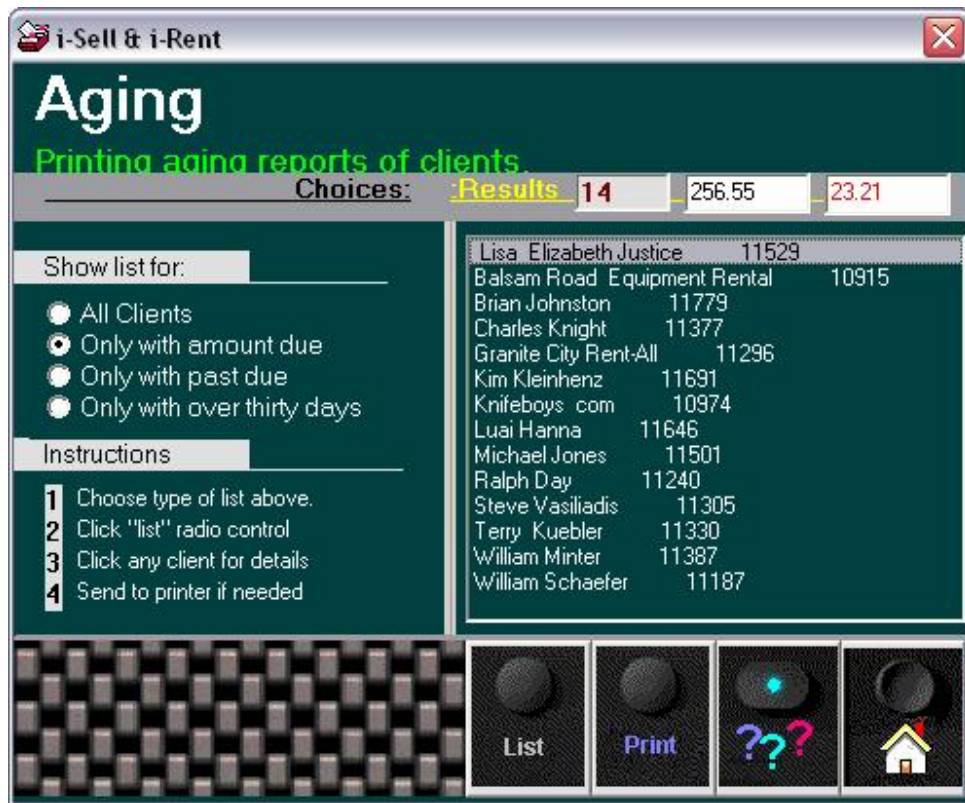 i-Sell & i-Rent
Aging
Printing aging reports of clients.
Choices: :Results 14 256.55 23.21
Show list for:
All Clients
Only with amount due
Only with past due
Only with over thirty days
Instructions
1 Choose type of list above.
2 Click "list" radio control
3 Click any client for details
4 Send to printer if needed
Lisa Elizabeth Justice 11529
Balsam Road Equipment Rental 10915
Brian Johnston 11779
Charles Knight 11377
Granite City Rent-All 11296
Kim Kleinhenz 11691
Knifeboys com 10974
Luai Hanna 11646
Michael Jones 11501
Ralph Day 11240
Steve Vasiliadis 11305
Terry Kuebler 11330
William Minter 11387
William Schaefer 11187
List Print ???